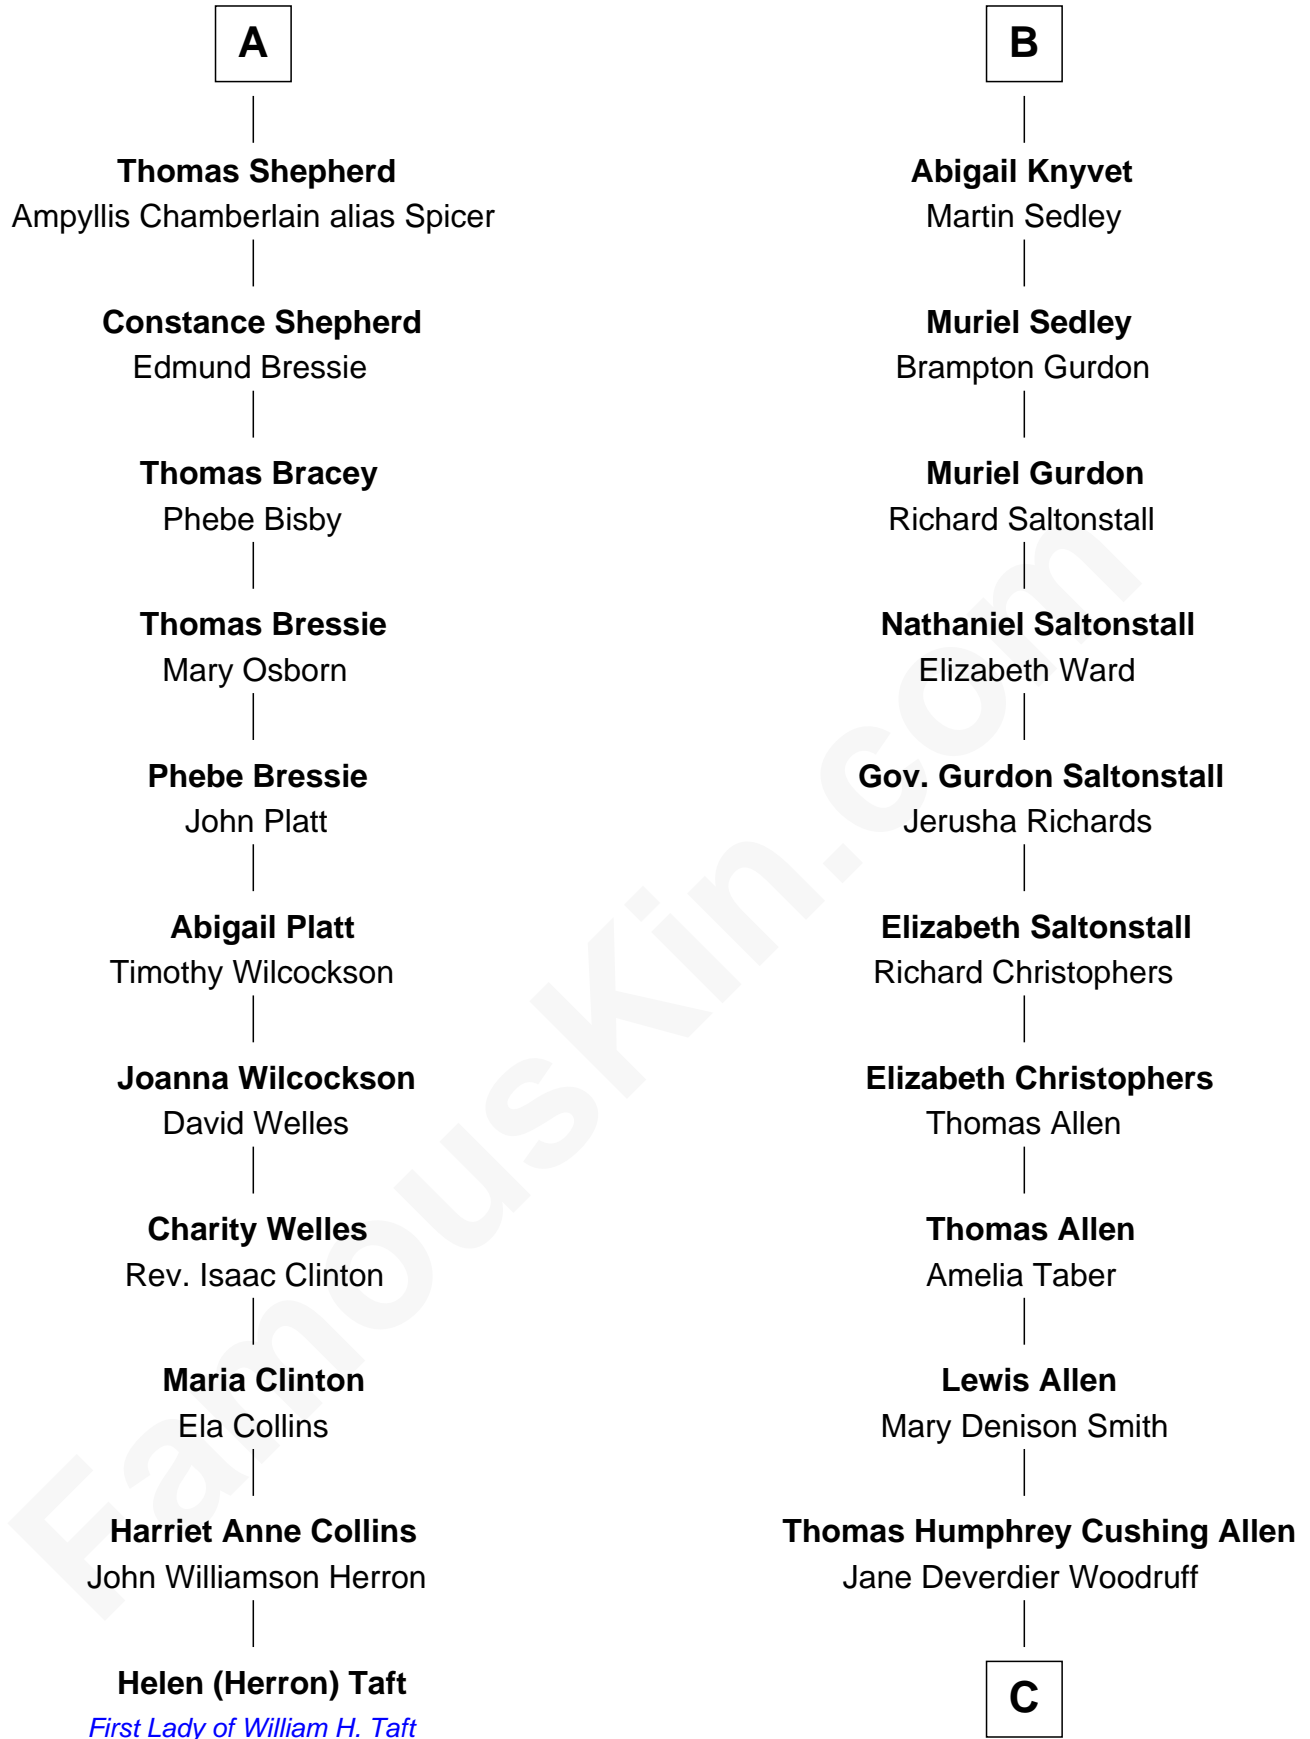 A
Thomas Shepherd
Ampyllis Chamberlain alias Spicer
Constance Shepherd
Edmund Bressie
Thomas Bracey
Phebe Bisby
Thomas Bressie
Mary Osborn
Phebe Bressie
John Platt
Abigail Platt
Timothy Wilcockson
Joanna Wilcockson
David Welles
Charity Welles
Rev. Isaac Clinton
Maria Clinton
Ela Collins
Harriet Anne Collins
John Williamson Herron
Helen (Herron) Taft
First Lady of William H. Taft
B
Abigail Knyvet
Martin Sedley
Muriel Sedley
Brampton Gurdon
Muriel Gurdon
Richard Saltonstall
Nathaniel Saltonstall
Elizabeth Ward
Gov. Gurdon Saltonstall
Jerusha Richards
Elizabeth Saltonstall
Richard Christophers
Elizabeth Christophers
Thomas Allen
Thomas Allen
Amelia Taber
Lewis Allen
Mary Denison Smith
Thomas Humphrey Cushing Allen
Jane Deverdier Woodruff
C
FamousKin.com